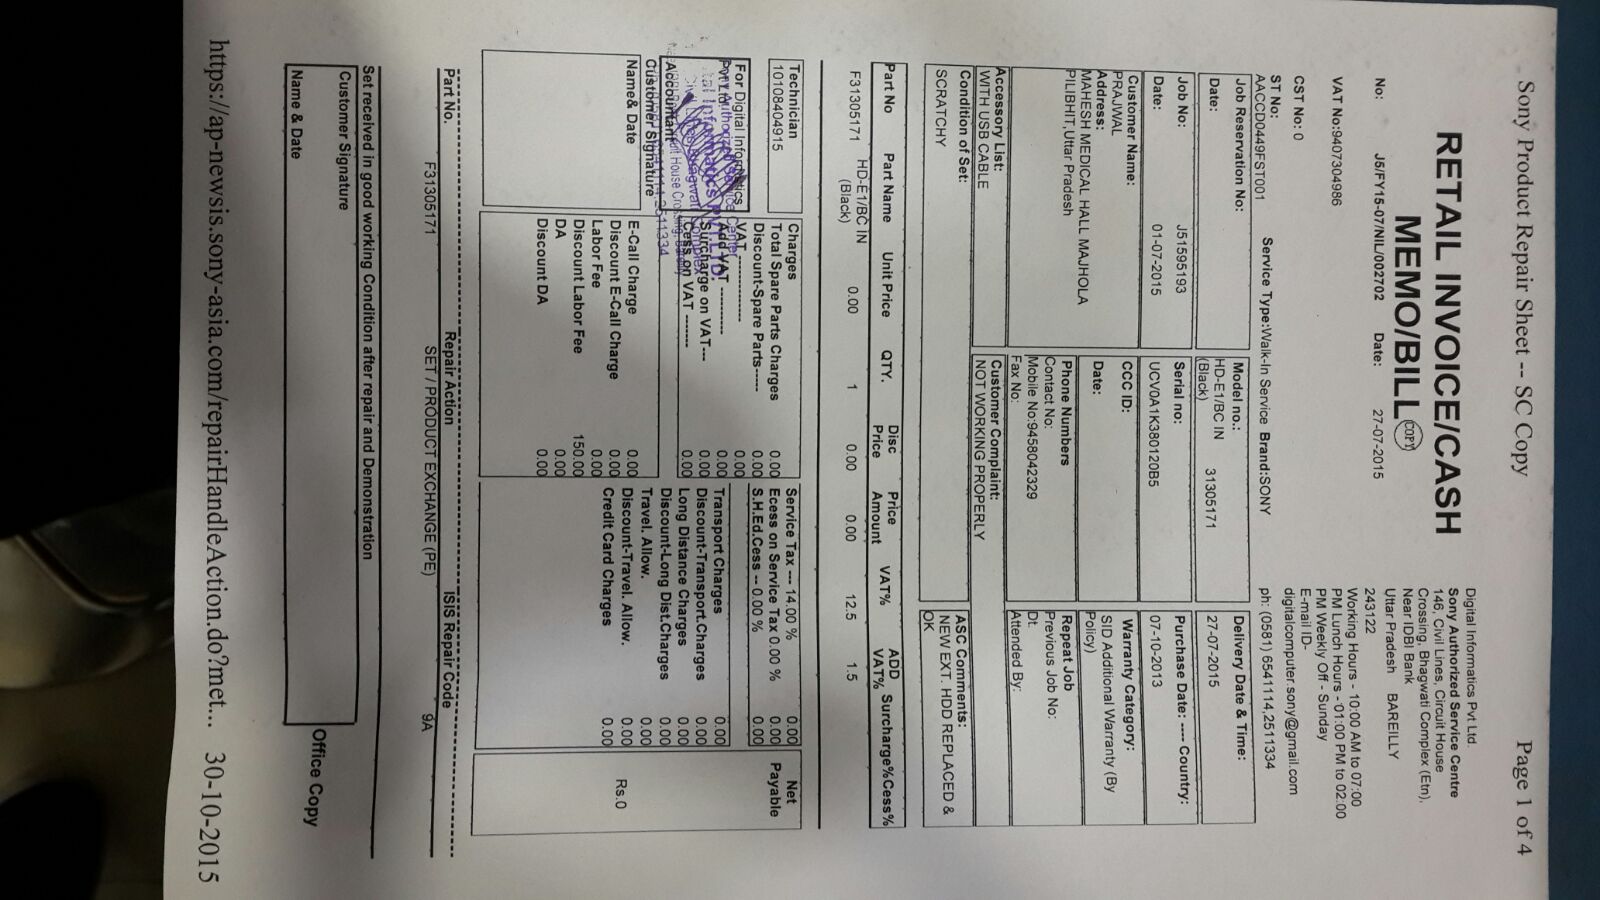 Sony Product Repair Sheet -- SC Copy Page 1 of 4
RETAIL INVOICE/CASH
MEMO/BILL COPY
No: J5/FY15-07/NIL/002702 Date: 27-07-2015
VAT No:9407304986
CST No: 0
ST No:
AACCD0449FST001
Service Type:Walk-In Service Brand:SONY
Digital Informatics Pvt Ltd.
Sony Authorized Service Centre
146, Civil Lines, Circuit House
Crossing, Bhagwati Complex (Etn),
Near IDBI Bank
Uttar Pradesh BAREILLY
243122
Working Hours - 10:00 AM to 07:00
PM Lunch Hours - 01:00 PM to 02:00
PM Weekly Off - Sunday
E-mail ID-
digitalcomputer.sony@gmail.com
ph: (0581) 6541114,2511334
Job Reservation No:
Date:
Model no.:
HD-E1/BC IN
(Black) 31305171
Delivery Date & Time:
27-07-2015
Job No: J51595193
Date: 01-07-2015
Serial no:
UCV0A1K380120B5
Purchase Date: ---- Country:
07-10-2013
Customer Name:
PRAJWAL
Address:
MAHESH MEDICAL HALL MAJHOLA
PILIBHIT,Uttar Pradesh
CCC ID:
Date:
Warranty Category:
SID Additional Warranty (By
Policy)
Phone Numbers
Contact No:
Mobile No:9458042329
Fax No:
Repeat Job
Previous Job No:
Dt.
Attended By:
Accessory List:
WITH USB CABLE
Customer Complaint:
NOT WORKING PROPERLY
Condition of Set:
SCRATCHY
ASC Comments:
NEW EXT. HDD REPLACED &
OK
Part No Part Name Unit Price QTY. Disc Price Price Amount VAT% ADD VAT% Surcharge%Cess%
F31305171 HD-E1/BC IN (Black) 0.00 1 0.00 0.00 12.5 1.5
Technician
10108404915
For Digital Informatics
Pvt Ltd.
Accountant
Customer Signature
Name& Date
Charges
Total Spare Parts Charges 0.00
Discount-Spare Parts----- 0.00
VAT -------------- 0.00
Add VAT ---------- 0.00
Surcharge on VAT--- 0.00
Cess on VAT ------- 0.00
E-Call Charge 0.00
Discount E-Call Charge 0.00
Labor Fee 0.00
Discount Labor Fee 150.00
DA 0.00
Discount DA 0.00
Service Tax --- 14.00 % 0.00
Ecess on Service Tax 0.00 % 0.00
S.H.Ed.Cess -- 0.00 % 0.00
Transport Charges 0.00
Discount-Transport.Charges 0.00
Long Distance Charges 0.00
Discount-Long Dist.Charges 0.00
Travel. Allow. 0.00
Discount-Travel. Allow. 0.00
Credit Card Charges 0.00
Net
Payable
Rs.0
Part No. Repair Action ISIS Repair Code
F31305171 SET / PRODUCT EXCHANGE (PE) 9A
Set received in good working Condition after repair and Demonstration
Customer Signature
Name & Date
Office Copy
https://ap-newsis.sony-asia.com/repairHandleAction.do?met... 30-10-2015